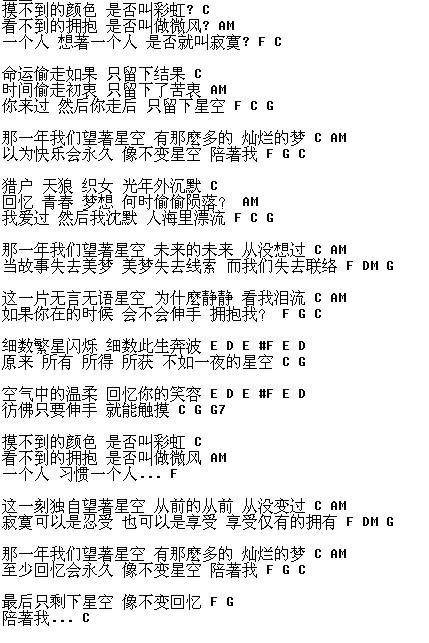 摸不到的颜色 是否叫彩虹? C
看不到的拥抱 是否叫做微风? AM
一个人 想著一个人 是否就叫寂寞? F C
命运偷走如果 只留下结果 C
时间偷走初衷 只留下了苦衷 AM
你来过 然后你走后 只留下星空 F C G
那一年我们望著星空 有那麽多的 灿烂的梦 C AM
以为快乐会永久 像不变星空 陪著我 F G C
猎户 天狼 织女 光年外沉默 C
回忆 青春 梦想 何时偷偷陨落? AM
我爱过 然后我沈默 人海里漂流 F C G
那一年我们望著星空 未来的未来 从没想过 C AM
当故事失去美梦 美梦失去线索 而我们失去联络 F DM G
这一片无言无语星空 为什麽静静 看我泪流 C AM
如果你在的时候 会不会伸手 拥抱我? F G C
细数繁星闪烁 细数此生奔波 E D E #F E D
原来 所有 所得 所获 不如一夜的星空 C G
空气中的温柔 回忆你的笑容 E D E #F E D
彷佛只要伸手 就能触摸 C G G7
摸不到的颜色 是否叫彩虹 C
看不到的拥抱 是否叫做微风 AM
一个人 习惯一个人... F
这一刻独自望著星空 从前的从前 从没变过 C AM
寂寞可以是忍受 也可以是享受 享受仅有的拥有 F DM G
那一年我们望著星空 有那麽多的 灿烂的梦 C AM
至少回忆会永久 像不变星空 陪著我 F G C
最后只剩下星空 像不变回忆 F G
陪著我... C